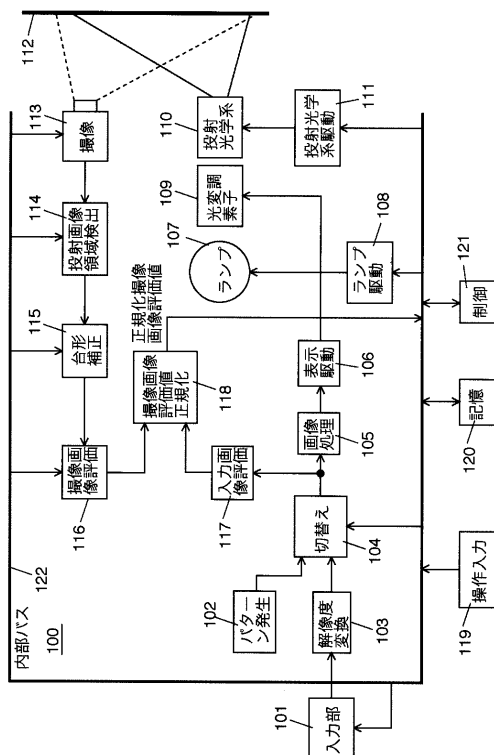 112
113
撮像
114
投射画像
領域検出
115
台形
補正
116
撮像画
像評価
122
内部バス
100
110
投射
光学系
111
投射光学
系駆動
109
光変調
素子
107
ランプ
108
ランプ
駆動
正規化撮像
画像評価値
118
撮像画像
評価値
正規化
117
入力画
像評価
106
表示
駆動
105
画像
処理
104
切替え
102
パター
ン発生
103
解像度
変換
101
入力部
119
操作入力
120
記憶
121
制御